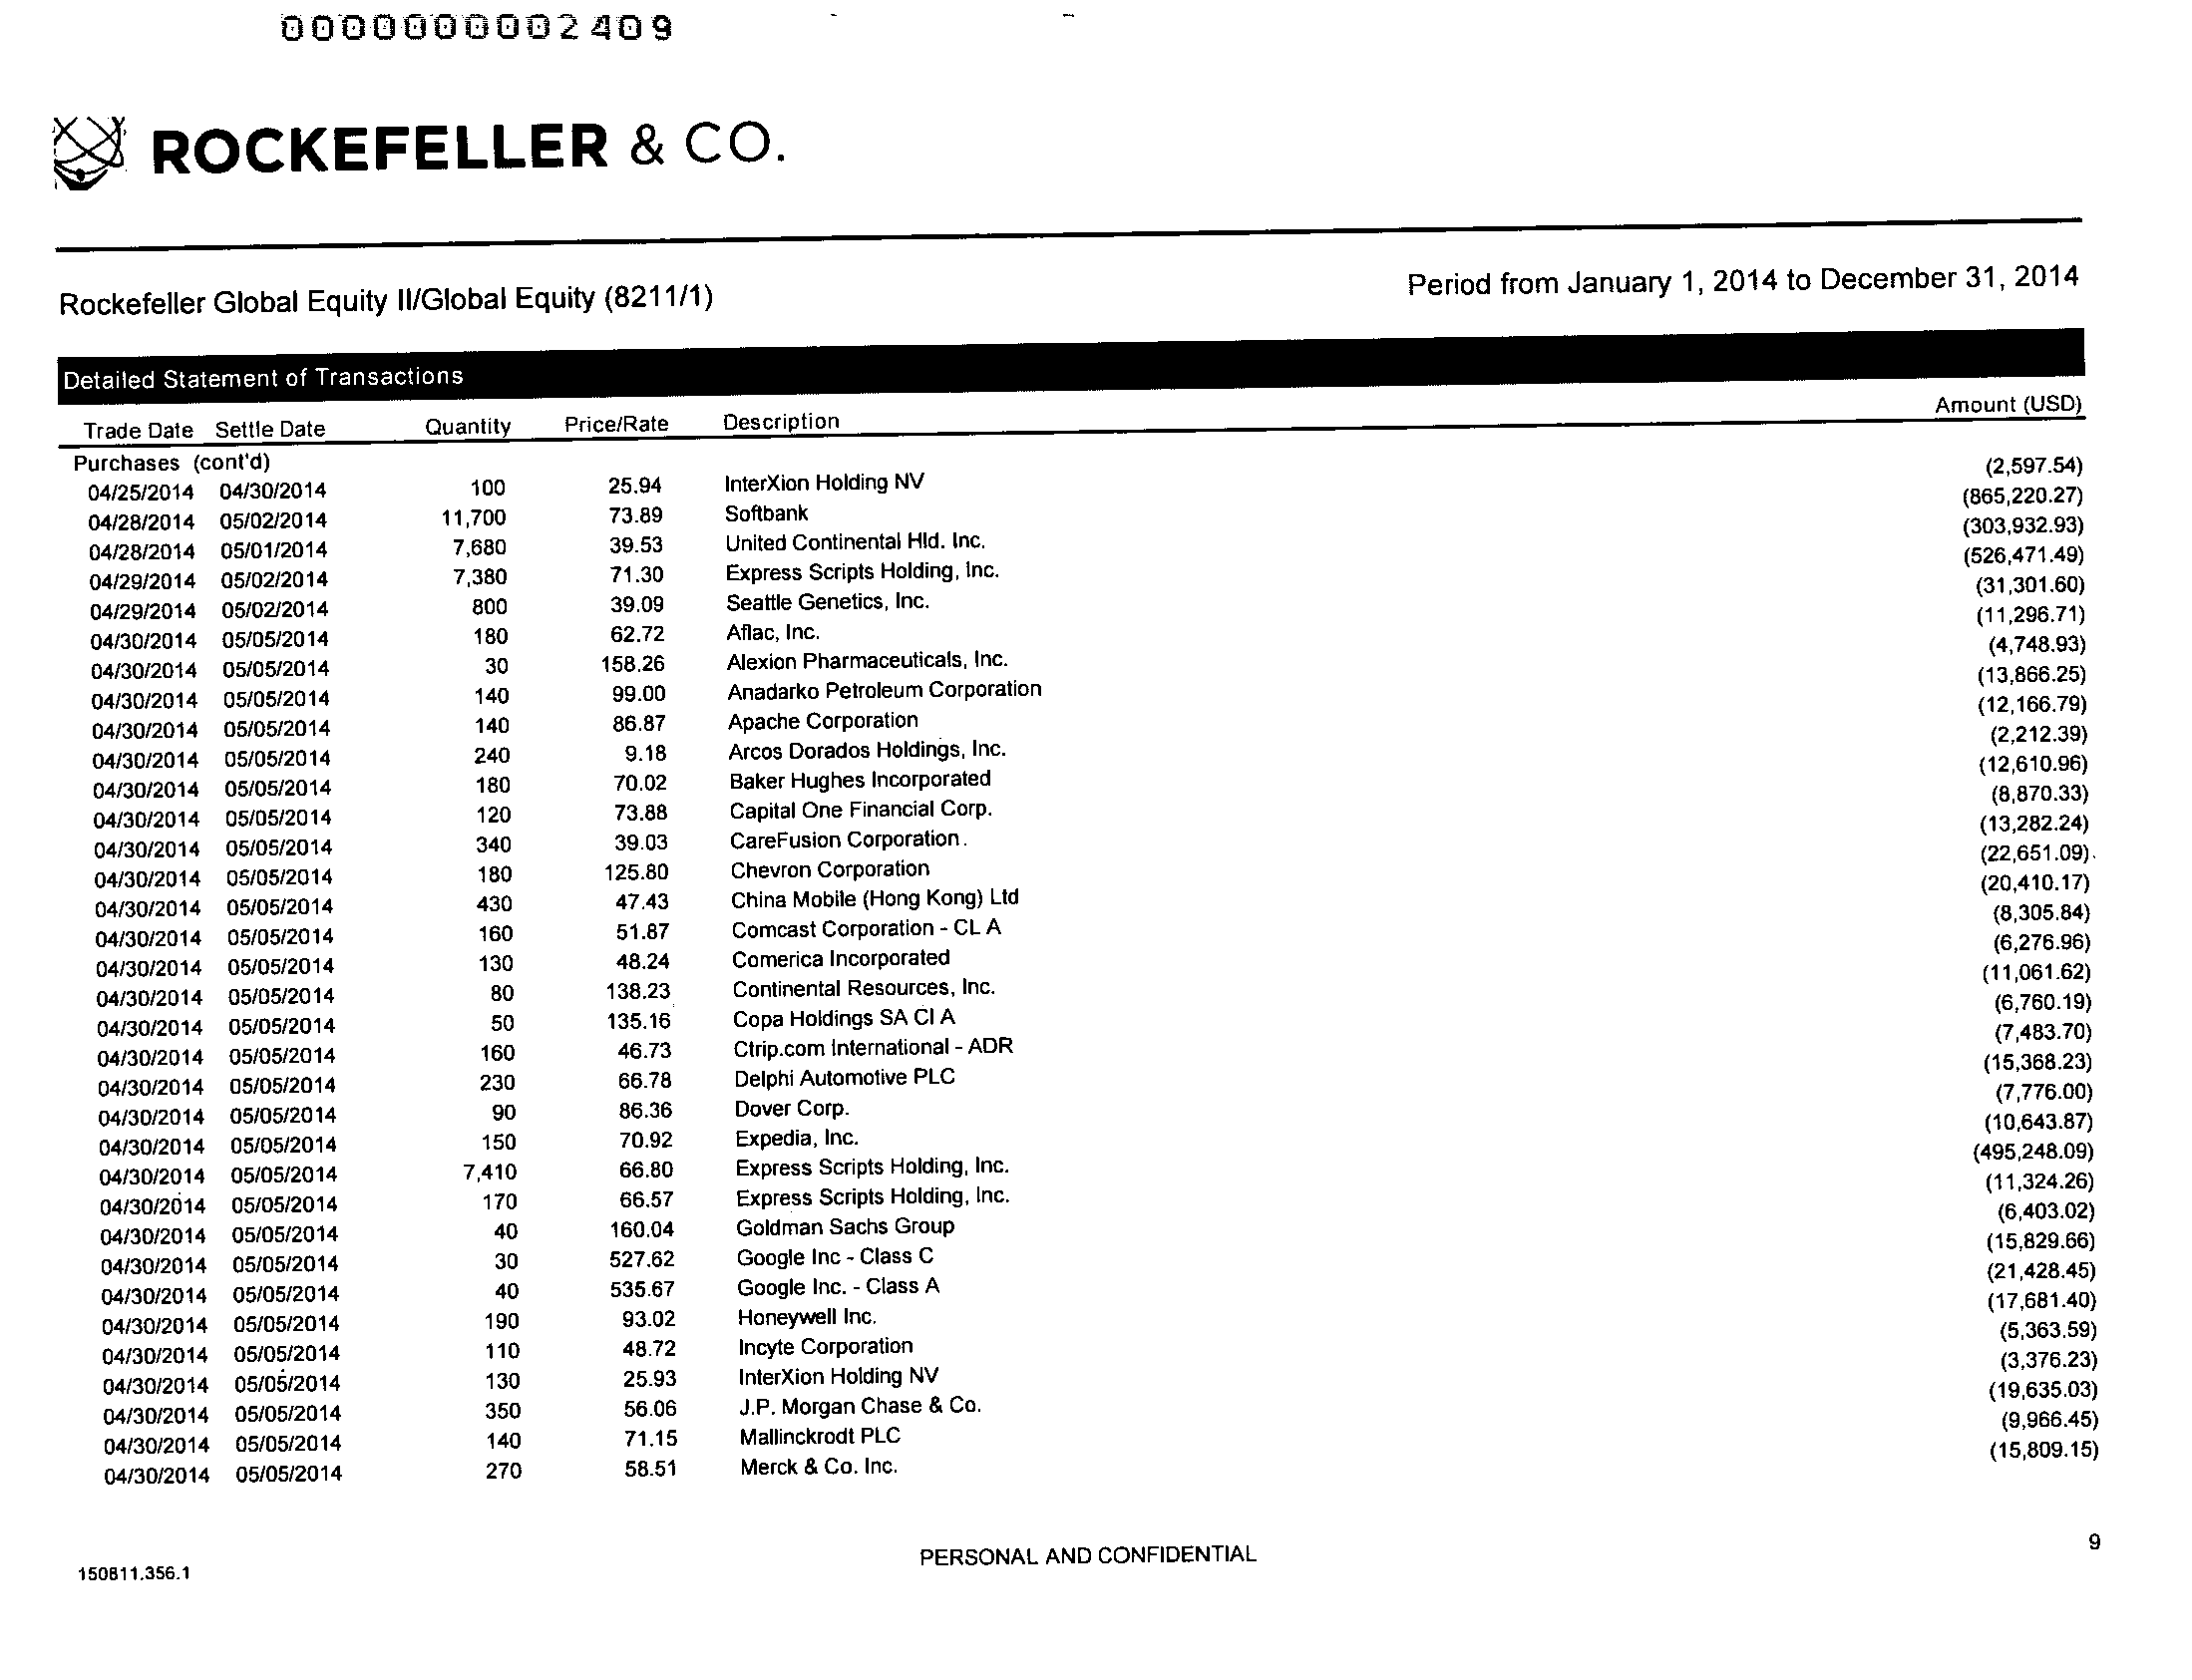 0000000002409
ROCKEFELLER & CO.
Rockefeller Global Equity II/Global Equity (8211/1) Period from January 1, 2014 to December 31, 2014
Detailed Statement of Transactions
Trade Date Settle Date Quantity Price/Rate Description Amount (USD)
Purchases (cont'd)
04/25/2014 04/30/2014 100 25.94 InterXion Holding NV (2,597.54)
04/28/2014 05/02/2014 11,700 73.89 Softbank (865,220.27)
04/28/2014 05/01/2014 7,680 39.53 United Continental Hld. Inc. (303,932.93)
04/29/2014 05/02/2014 7,380 71.30 Express Scripts Holding, Inc. (526,471.49)
04/29/2014 05/02/2014 800 39.09 Seattle Genetics, Inc. (31,301.60)
04/30/2014 05/05/2014 180 62.72 Aflac, Inc. (11,296.71)
04/30/2014 05/05/2014 30 158.26 Alexion Pharmaceuticals, Inc. (4,748.93)
04/30/2014 05/05/2014 140 99.00 Anadarko Petroleum Corporation (13,866.25)
04/30/2014 05/05/2014 140 86.87 Apache Corporation (12,166.79)
04/30/2014 05/05/2014 240 9.18 Arcos Dorados Holdings, Inc. (2,212.39)
04/30/2014 05/05/2014 180 70.02 Baker Hughes Incorporated (12,610.96)
04/30/2014 05/05/2014 120 73.88 Capital One Financial Corp. (8,870.33)
04/30/2014 05/05/2014 340 39.03 CareFusion Corporation. (13,282.24)
04/30/2014 05/05/2014 180 125.80 Chevron Corporation (22,651.09)
04/30/2014 05/05/2014 430 47.43 China Mobile (Hong Kong) Ltd (20,410.17)
04/30/2014 05/05/2014 160 51.87 Comcast Corporation - CL A (8,305.84)
04/30/2014 05/05/2014 130 48.24 Comerica Incorporated (6,276.96)
04/30/2014 05/05/2014 80 138.23 Continental Resources, Inc. (11,061.62)
04/30/2014 05/05/2014 50 135.16 Copa Holdings SA Cl A (6,760.19)
04/30/2014 05/05/2014 160 46.73 Ctrip.com International - ADR (7,483.70)
04/30/2014 05/05/2014 230 66.78 Delphi Automotive PLC (15,368.23)
04/30/2014 05/05/2014 90 86.36 Dover Corp. (7,776.00)
04/30/2014 05/05/2014 150 70.92 Expedia, Inc. (10,643.87)
04/30/2014 05/05/2014 7,410 66.80 Express Scripts Holding, Inc. (495,248.09)
04/30/2014 05/05/2014 170 66.57 Express Scripts Holding, Inc. (11,324.26)
04/30/2014 05/05/2014 40 160.04 Goldman Sachs Group (6,403.02)
04/30/2014 05/05/2014 30 527.62 Google Inc - Class C (15,829.66)
04/30/2014 05/05/2014 40 535.67 Google Inc. - Class A (21,428.45)
04/30/2014 05/05/2014 190 93.02 Honeywell Inc. (17,681.40)
04/30/2014 05/05/2014 110 48.72 Incyte Corporation (5,363.59)
04/30/2014 05/05/2014 130 25.93 InterXion Holding NV (3,376.23)
04/30/2014 05/05/2014 350 56.06 J.P. Morgan Chase & Co. (19,635.03)
04/30/2014 05/05/2014 140 71.15 Mallinckrodt PLC (9,966.45)
04/30/2014 05/05/2014 270 58.51 Merck & Co. Inc. (15,809.15)
150811.356.1 PERSONAL AND CONFIDENTIAL 9